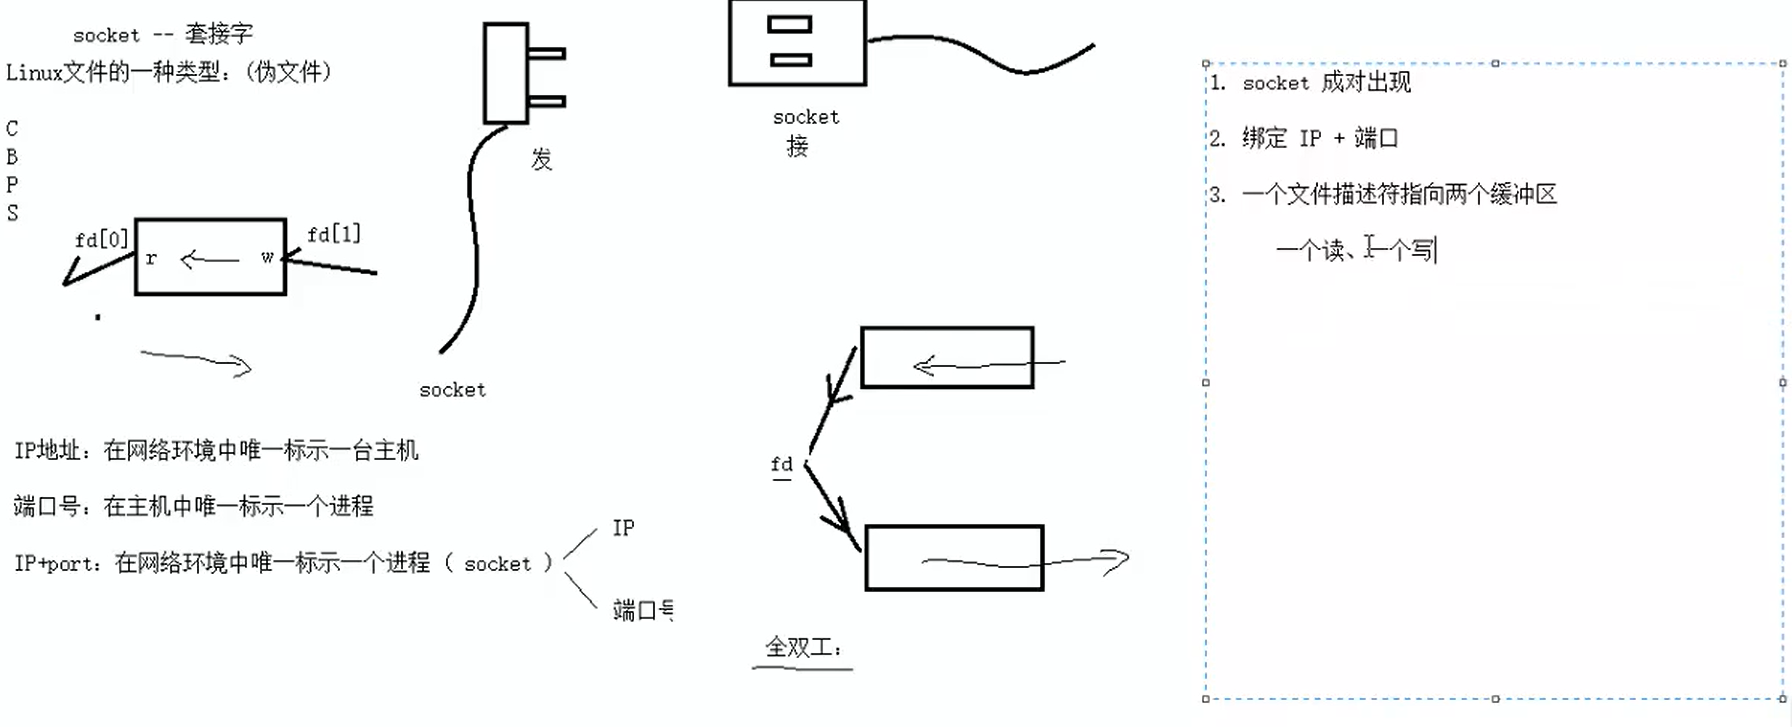 socket -- 套接字
Linux文件的一种类型：(伪文件)
C
B
P
S
fd[0]
r
w
fd[1]
发
socket
socket
接
IP地址：在网络环境中唯一标示一台主机
端口号：在主机中唯一标示一个进程
IP+port：在网络环境中唯一标示一个进程（ socket ）
IP
端口号
fd
全双工：
1. socket 成对出现
2. 绑定 IP + 端口
3. 一个文件描述符指向两个缓冲区
一个读、一个写